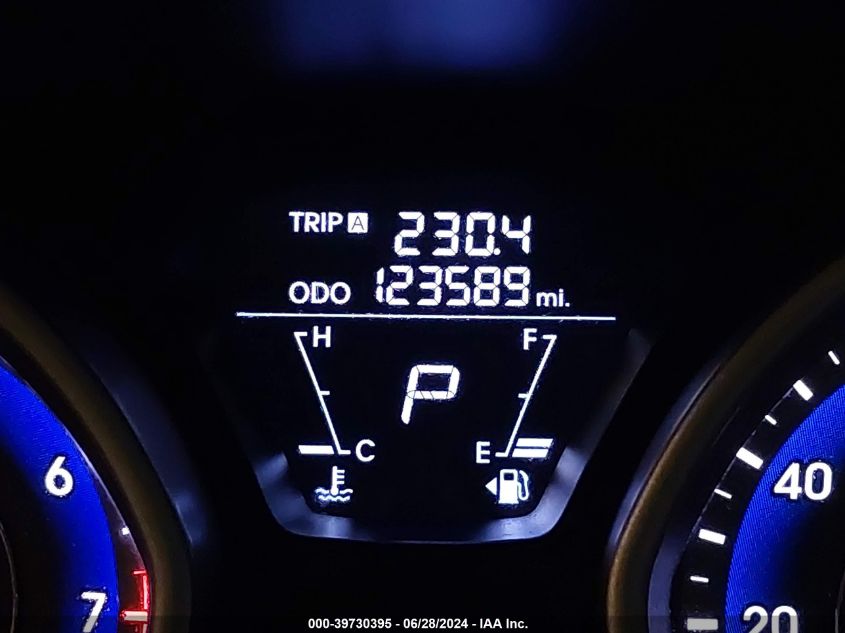 TRIP A 230.4
ODO 123589 mi.
H F
P
C E
6 40
7 20
000-39730395 - 06/28/2024 - IAA Inc.